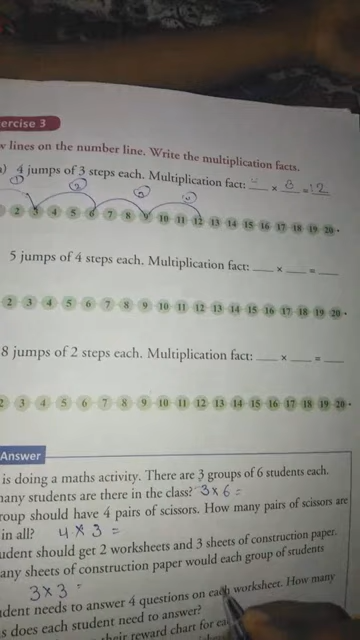 ercise 3
w lines on the number line. Write the multiplication facts.
a) 4 jumps of 3 steps each. Multiplication fact: 4 × 3 = 12
2 3 4 5 6 7 8 9 10 11 12 13 14 15 16 17 18 19 20
5 jumps of 4 steps each. Multiplication fact: ___ × ___ = ___
2 3 4 5 6 7 8 9 10 11 12 13 14 15 16 17 18 19 20
8 jumps of 2 steps each. Multiplication fact: ___ × ___ = ___
2 3 4 5 6 7 8 9 10 11 12 13 14 15 16 17 18 19 20
Answer
is doing a maths activity. There are 3 groups of 6 students each.
many students are there in the class? 3 x 6 =
roup should have 4 pairs of scissors. How many pairs of scissors are
in all? 4 x 3 =
udent should get 2 worksheets and 3 sheets of construction paper.
any sheets of construction paper would each group of students
3 x 3 =
udent needs to answer 4 questions on each worksheet. How many
s does each student need to answer?
their reward chart for ea